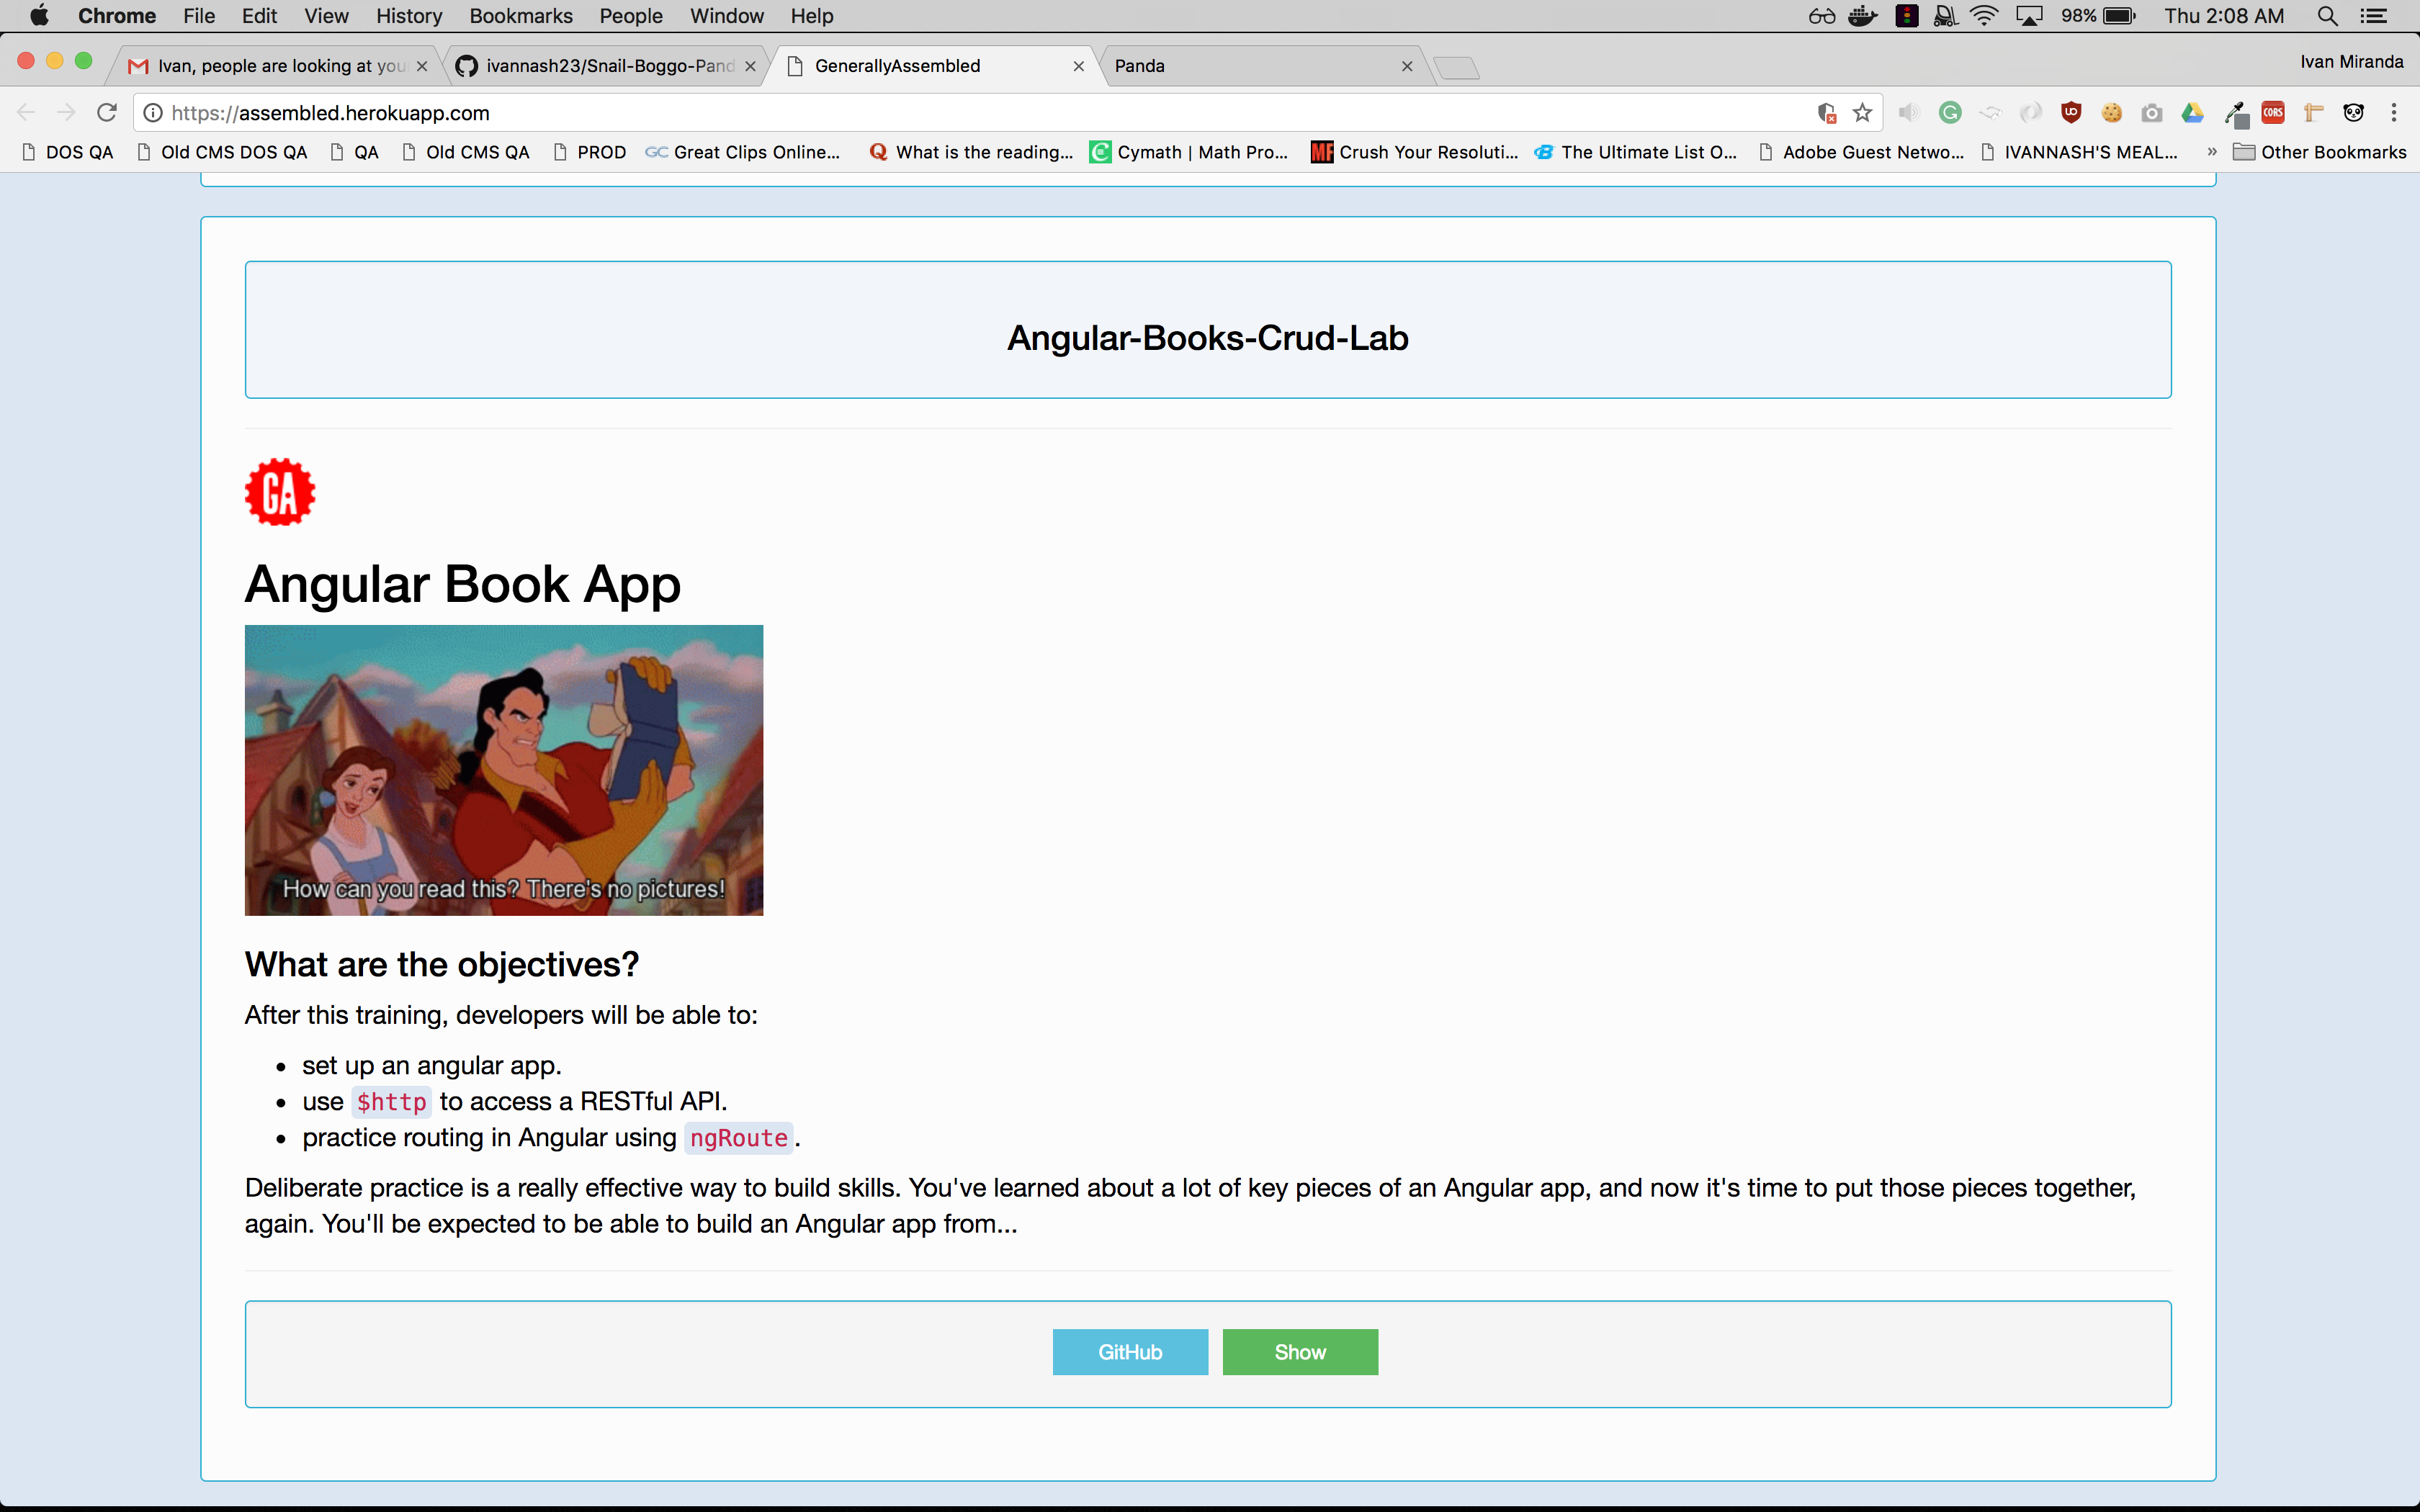 Chrome File Edit View History Bookmarks People Window Help 98% Thu 2:08 AM
Ivan, people are looking at you ivannash23/Snail-Boggo-Pand GenerallyAssembled Panda Ivan Miranda
https://assembled.herokuapp.com
DOS QA Old CMS DOS QA QA Old CMS QA PROD GC Great Clips Online... Q What is the reading... Cymath | Math Pro... MF Crush Your Resoluti... The Ultimate List O... Adobe Guest Netwo... IVANNASH'S MEAL... » Other Bookmarks
Angular-Books-Crud-Lab
GA
Angular Book App
How can you read this? There's no pictures!
What are the objectives?
After this training, developers will be able to:
• set up an angular app.
• use $http to access a RESTful API.
• practice routing in Angular using ngRoute.
Deliberate practice is a really effective way to build skills. You've learned about a lot of key pieces of an Angular app, and now it's time to put those pieces together,
again. You'll be expected to be able to build an Angular app from...
GitHub Show